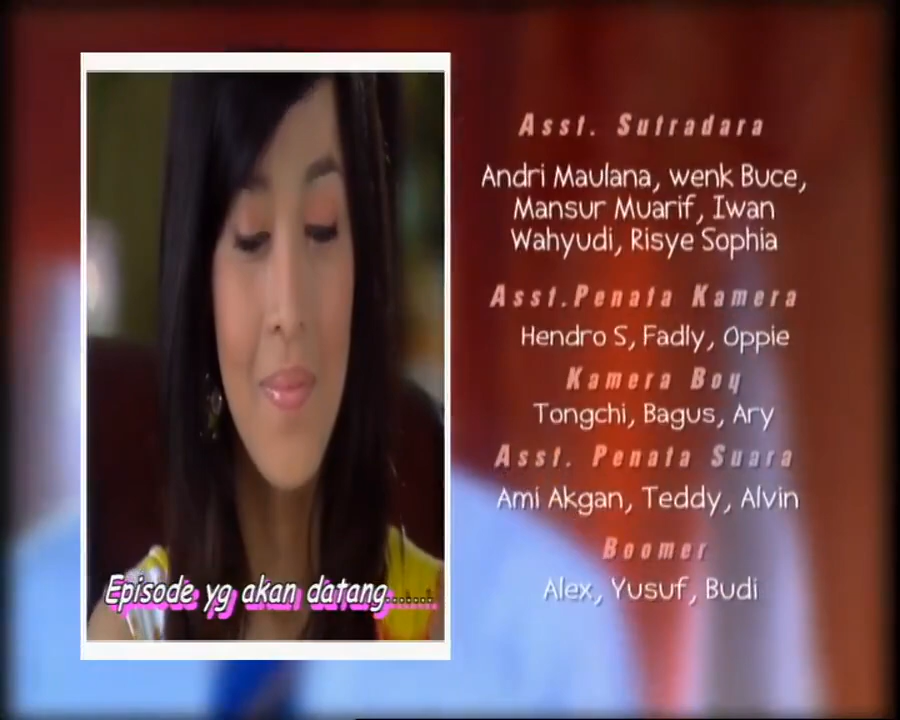 Asst. Sutradara
Andri Maulana, wenk Buce,
Mansur Muarif, Iwan
Wahyudi, Risye Sophia
Asst.Penata Kamera
Hendro S, Fadly, Oppie
Kamera Boy
Tongchi, Bagus, Ary
Asst. Penata Suara
Ami Akgan, Teddy, Alvin
Boomer
Alex, Yusuf, Budi
Episode yg akan datang......